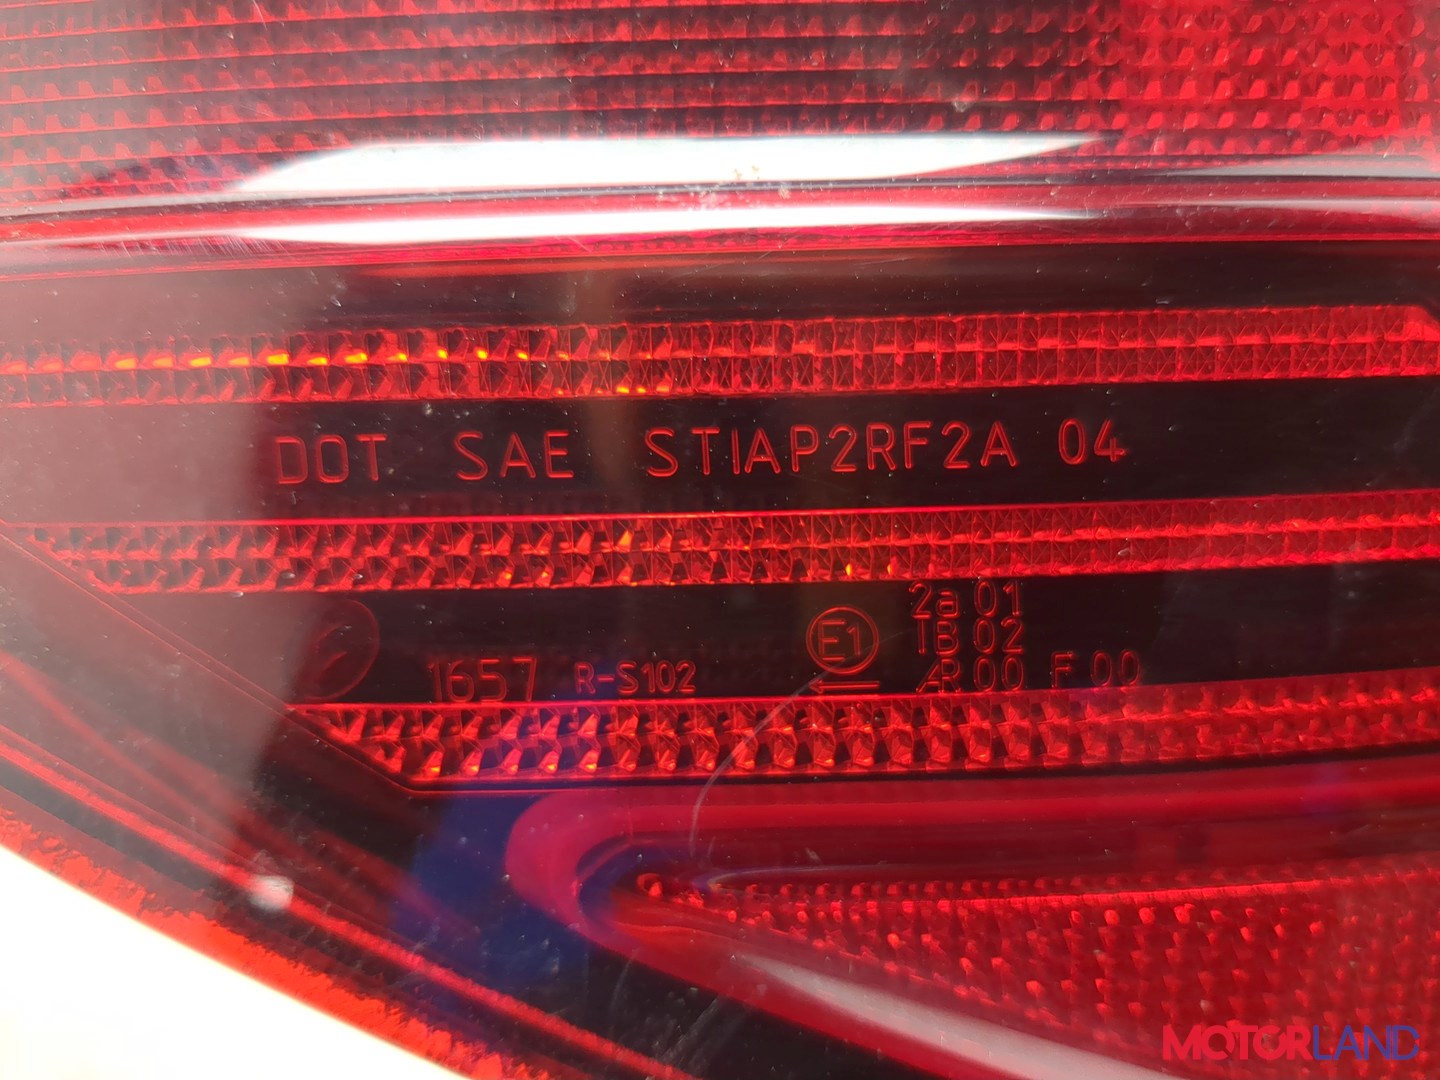 DOT SAE STIAP2RF2A 04
2a 01
E1 IB 02
1657 R-S102 AR 00 F 00
MOTORLAND